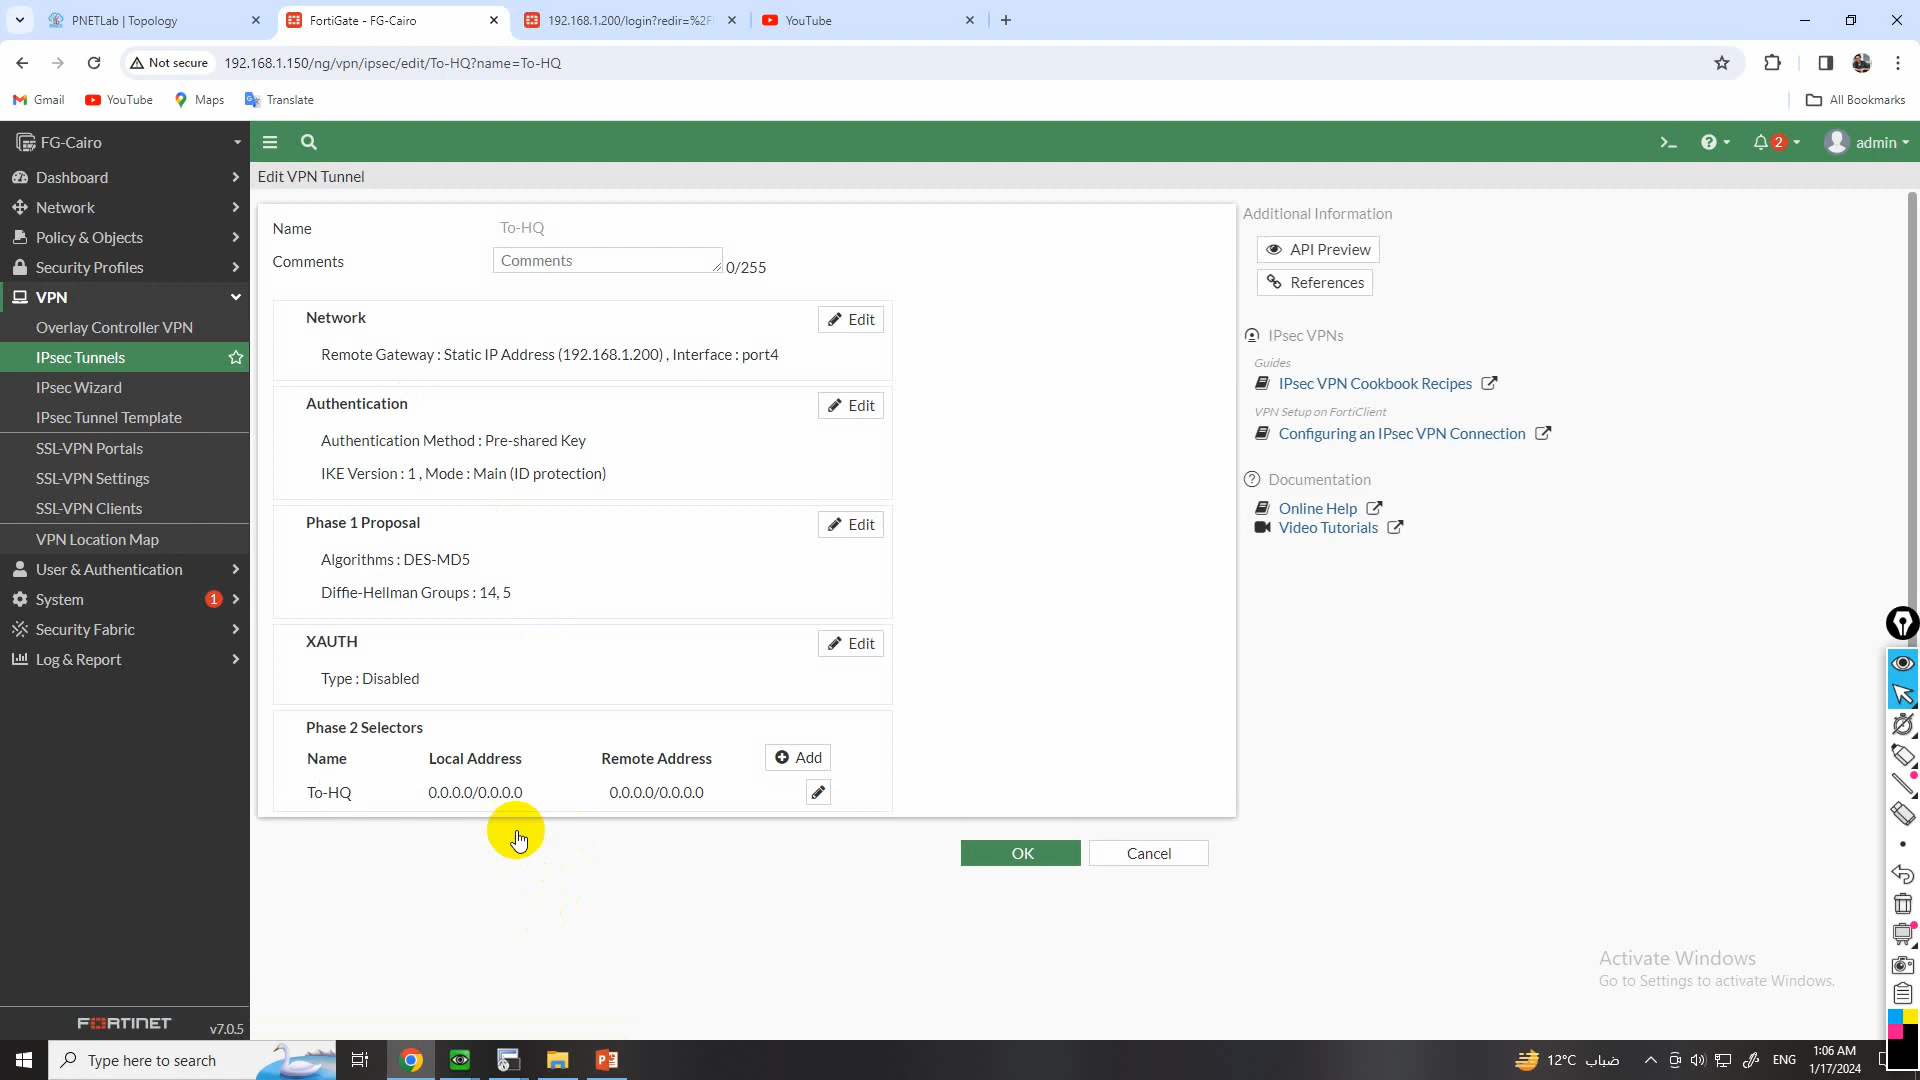 PNETLab | Topology
FortiGate - FG-Cairo
192.168.1.200/login?redir=%2F
YouTube
Not secure
192.168.1.150/ng/vpn/ipsec/edit/To-HQ?name=To-HQ
Gmail
YouTube
Maps
Translate
All Bookmarks
FG-Cairo
2
admin
Dashboard
Network
Policy & Objects
Security Profiles
VPN
Overlay Controller VPN
IPsec Tunnels
IPsec Wizard
IPsec Tunnel Template
SSL-VPN Portals
SSL-VPN Settings
SSL-VPN Clients
VPN Location Map
User & Authentication
System
1
Security Fabric
Log & Report
FORTINET
v7.0.5
Edit VPN Tunnel
Name
To-HQ
Comments
Comments
0/255
Network
Edit
Remote Gateway : Static IP Address (192.168.1.200) , Interface : port4
Authentication
Edit
Authentication Method : Pre-shared Key
IKE Version : 1 , Mode : Main (ID protection)
Phase 1 Proposal
Edit
Algorithms : DES-MD5
Diffie-Hellman Groups : 14, 5
XAUTH
Edit
Type : Disabled
Phase 2 Selectors
Name Local Address Remote Address Add
To-HQ 0.0.0.0/0.0.0.0 0.0.0.0/0.0.0.0
OK
Cancel
Additional Information
API Preview
References
IPsec VPNs
Guides
IPsec VPN Cookbook Recipes
VPN Setup on FortiClient
Configuring an IPsec VPN Connection
Documentation
Online Help
Video Tutorials
Activate Windows
Go to Settings to activate Windows.
Type here to search
12°C ضباب
ENG
1:06 AM
1/17/2024